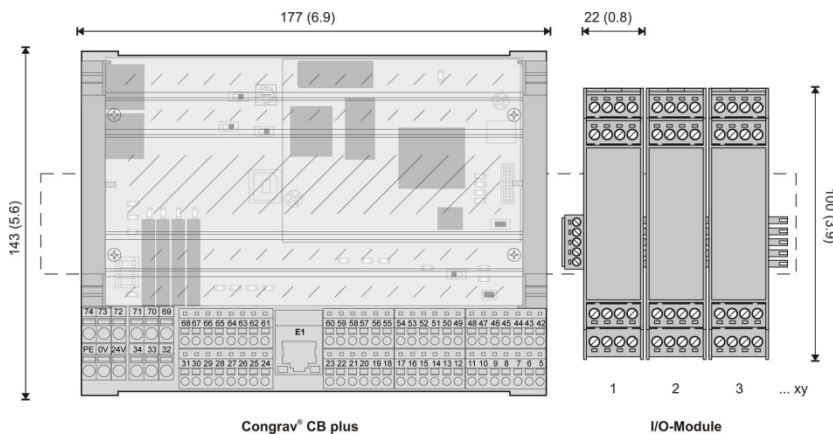 177 (6.9)
22 (0.8)
143 (5.6)
100 (3.9)
74 73 72 71 70 69 68 67 66 65 64 63 62 61 E1 60 59 58 57 56 55 54 53 52 51 50 49 48 47 46 45 44 43 42
PE 0V 24V 34 33 32 31 30 29 28 27 26 25 24 23 22 21 20 19 18 17 16 15 14 13 12 11 10 9 8 7 6 5
1 2 3 ... xy
Congrav® CB plus
I/O-Module